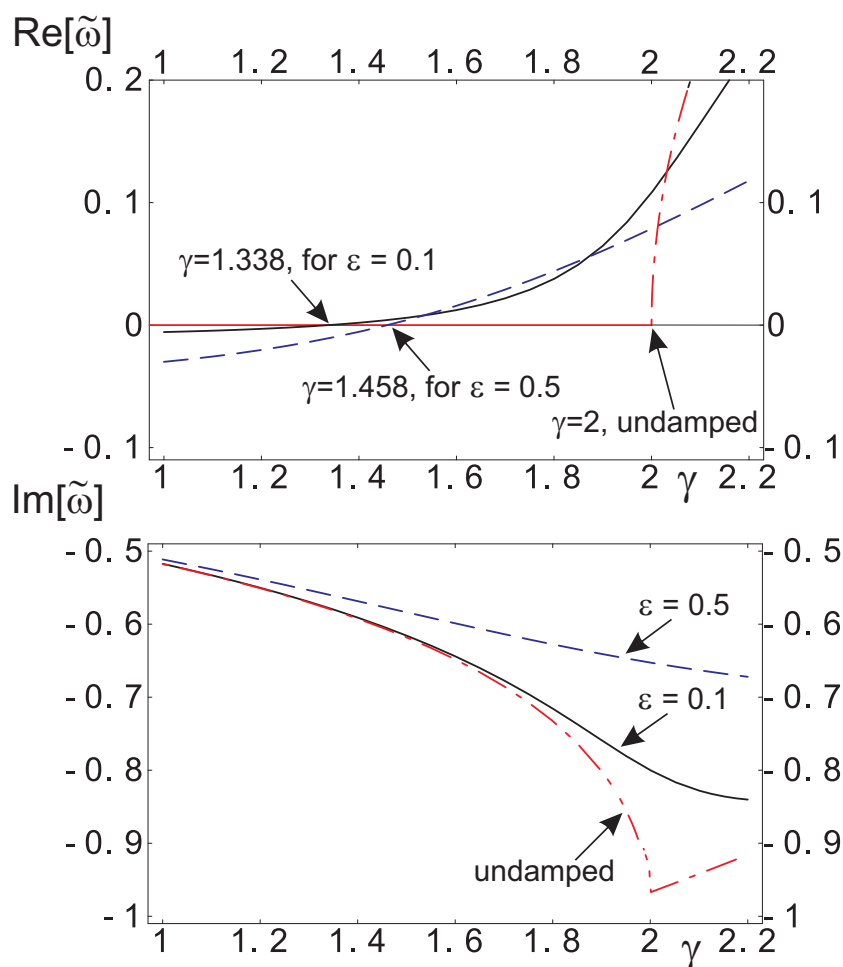 Re[ω̃]
1 1.2 1.4 1.6 1.8 2 2.2
0.2
0.1 0.1
γ=1.338, for ε = 0.1
0 0
γ=1.458, for ε = 0.5
γ=2, undamped
-0.1 -0.1
1 1.2 1.4 1.6 1.8 2 γ 2.2
Im[ω̃]
-0.5 -0.5
ε = 0.5
-0.6 -0.6
ε = 0.1
-0.7 -0.7
-0.8 -0.8
undamped
-0.9 -0.9
-1 -1
1 1.2 1.4 1.6 1.8 2 γ 2.2